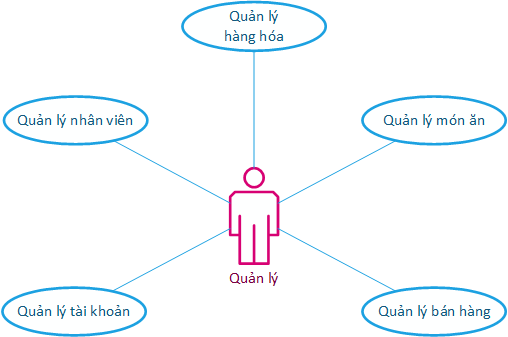 Quản lý
hàng hóa
Quản lý nhân viên
Quản lý món ăn
Quản lý
Quản lý tài khoản
Quản lý bán hàng